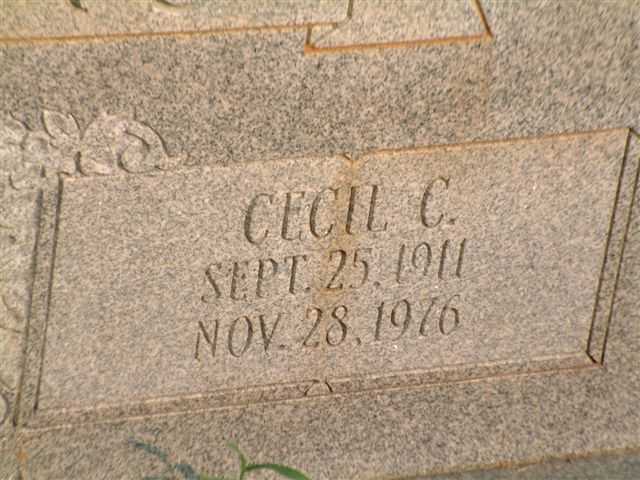 CECIL C.
SEPT. 25, 1911
NOV. 28, 1976